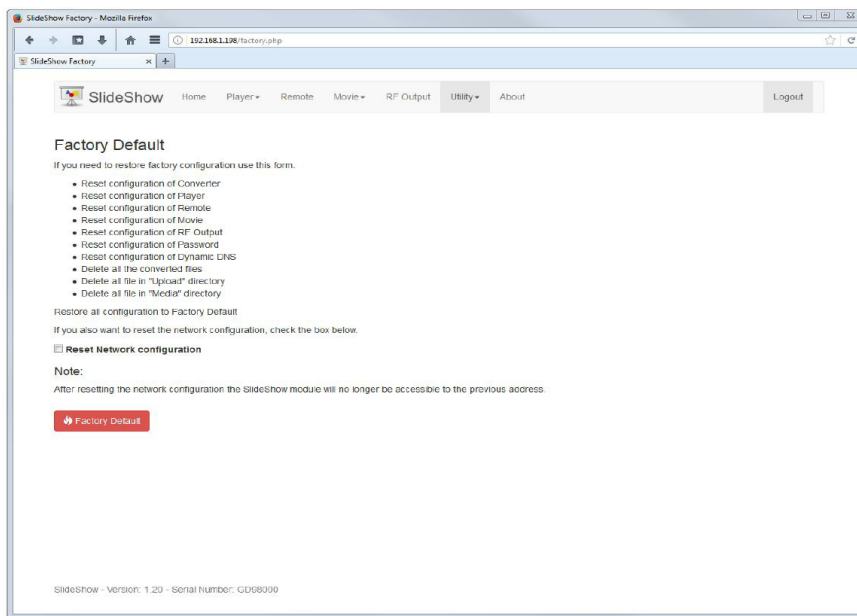 SlideShow Factory - Mozilla Firefox
192.168.1.198/factory.php
SlideShow Factory
SlideShow Home Player Remote Movie RF Output Utility About Logout
Factory Default
If you need to restore factory configuration use this form.
Reset configuration of Converter
Reset configuration of Player
Reset configuration of Remote
Reset configuration of Movie
Reset configuration of RF Output
Reset configuration of Password
Reset configuration of Dynamic DNS
Delete all the converted files
Delete all file in "Upload" directory
Delete all file in "Media" directory
Restore all configuration to Factory Default
If you also want to reset the network configuration, check the box below.
Reset Network configuration
Note:
After resetting the network configuration the SlideShow module will no longer be accessible to the previous address.
Factory Default
SlideShow - Version: 1.20 - Serial Number: GD98000